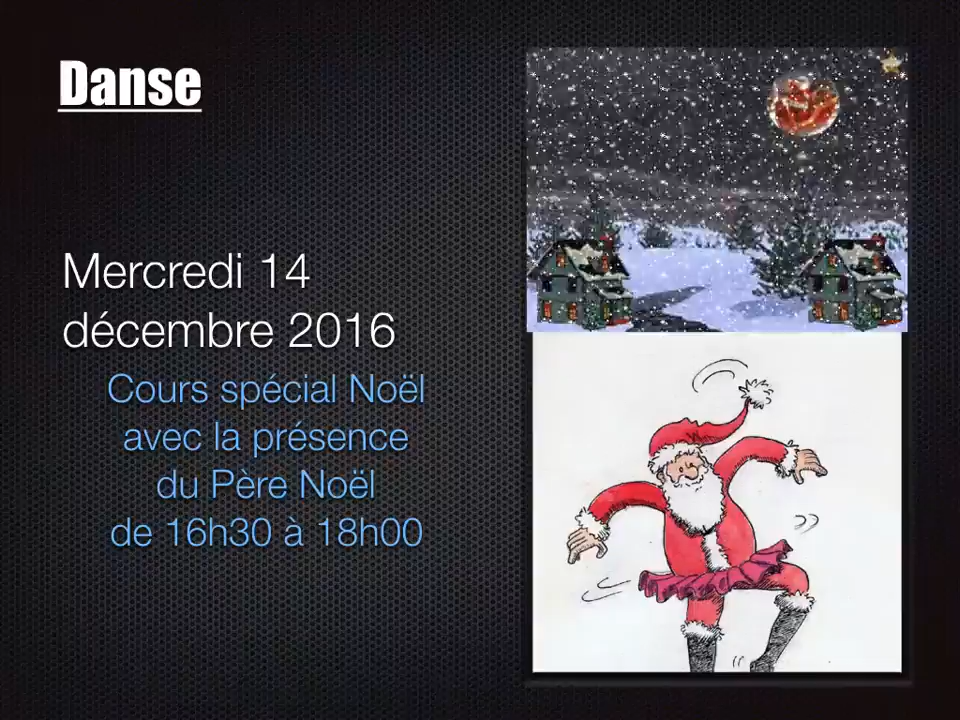 Danse
Mercredi 14
décembre 2016
Cours spécial Noël
avec la présence
du Père Noël
de 16h30 à 18h00